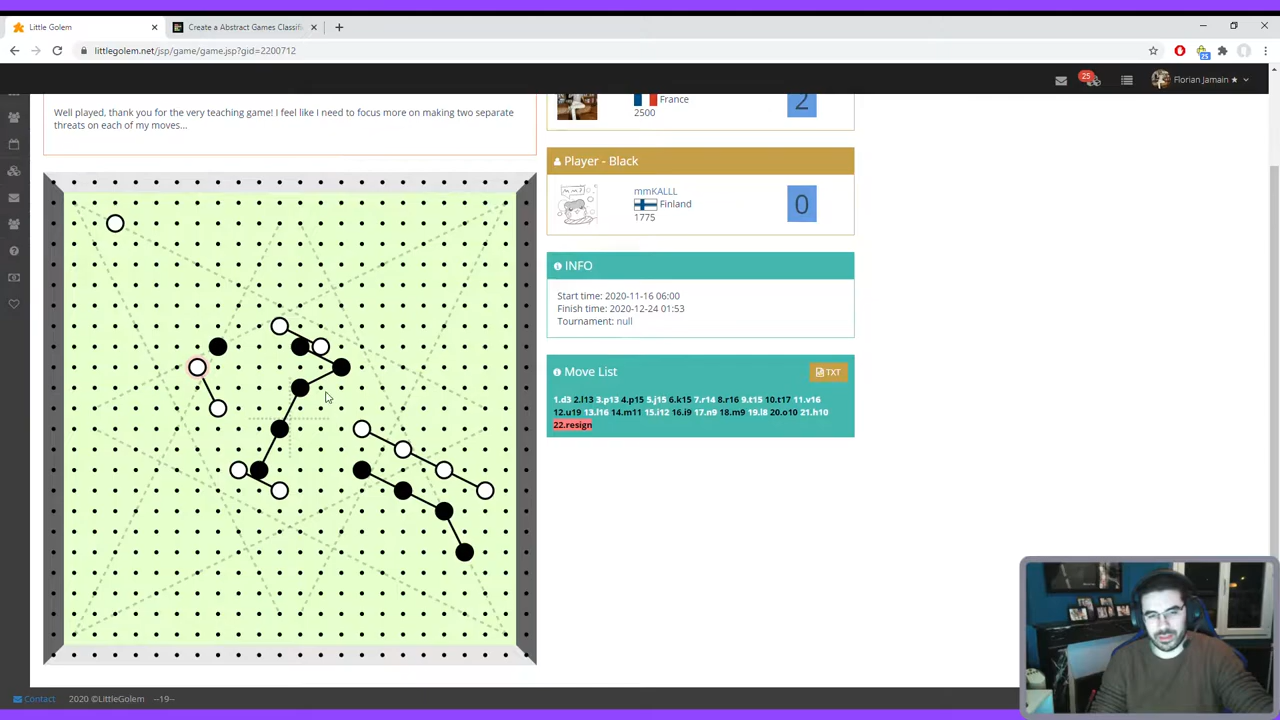 Little Golem
Create a Abstract Games Classifi
littlegolem.net/jsp/game/game.jsp?gid=2200712
25
25
Florian Jamain ★
Well played, thank you for the very teaching game! I feel like I need to focus more on making two separate
threats on each of my moves...
France
2500
2
Player - Black
mmKALLL
Finland
1775
0
INFO
Start time: 2020-11-16 06:00
Finish time: 2020-12-24 01:53
Tournament: null
Move List
TXT
1.d3 2.l13 3.p13 4.p15 5.j15 6.k15 7.r14 8.r16 9.t15 10.t17 11.v16
12.u19 13.l16 14.m11 15.i12 16.i9 17.n9 18.m9 19.l8 20.o10 21.h10
22.resign
Contact
2020 ©LittleGolem --19--